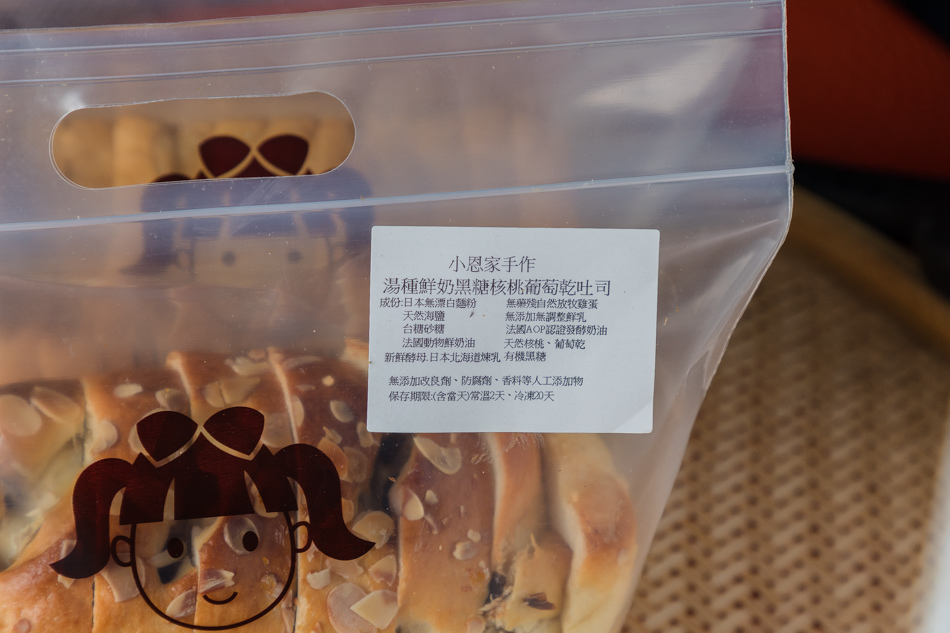 小恩家手作
湯種鮮奶黑糖核桃葡萄乾吐司
成份:日本無漂白麵粉 無藥殘自然放牧雞蛋
天然海鹽 無添加無調整鮮乳
台糖砂糖 法國AOP認證發酵奶油
法國動物鮮奶油 天然核桃、葡萄乾
新鮮酵母.日本北海道煉乳 有機黑糖
無添加改良劑、防腐劑、香料等人工添加物
保存期限:(含當天)常溫2天、冷凍20天